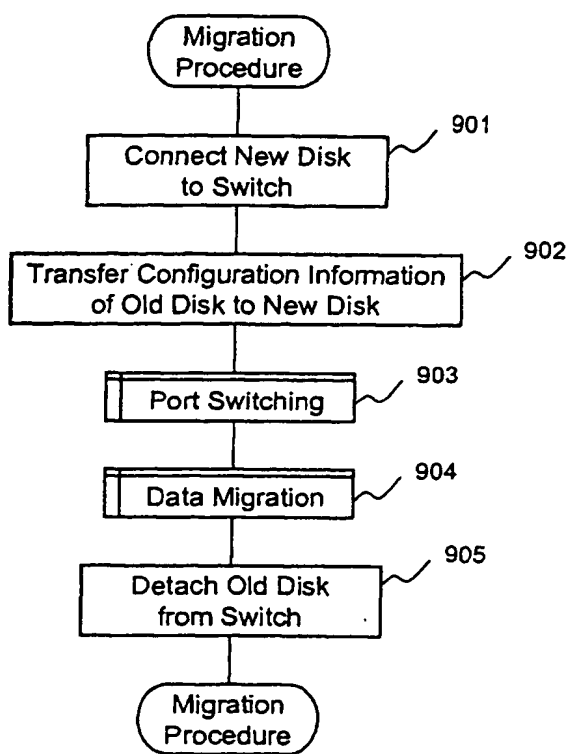 Migration
Procedure
901
Connect New Disk
to Switch
902
Transfer Configuration Information
of Old Disk to New Disk
903
Port Switching
904
Data Migration
905
Detach Old Disk
from Switch
Migration
Procedure